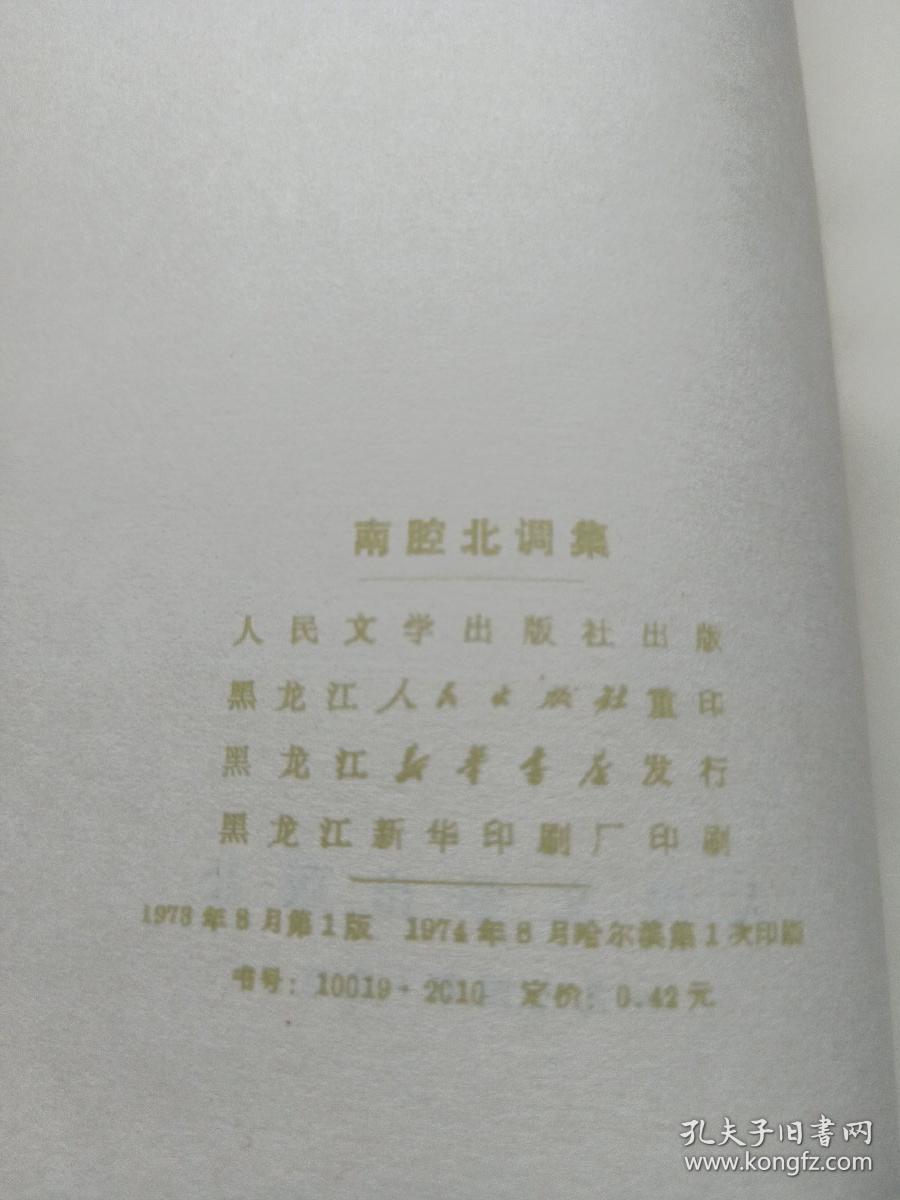 南腔北调集
人民文学出版社出版
黑龙江人民出版社重印
黑龙江新华书店发行
黑龙江新华印刷厂印刷
1973年8月第1版 1974年8月哈尔滨第1次印刷
书号：10019·2010 定价：0.42元
孔夫子旧书网
www.kongfz.com